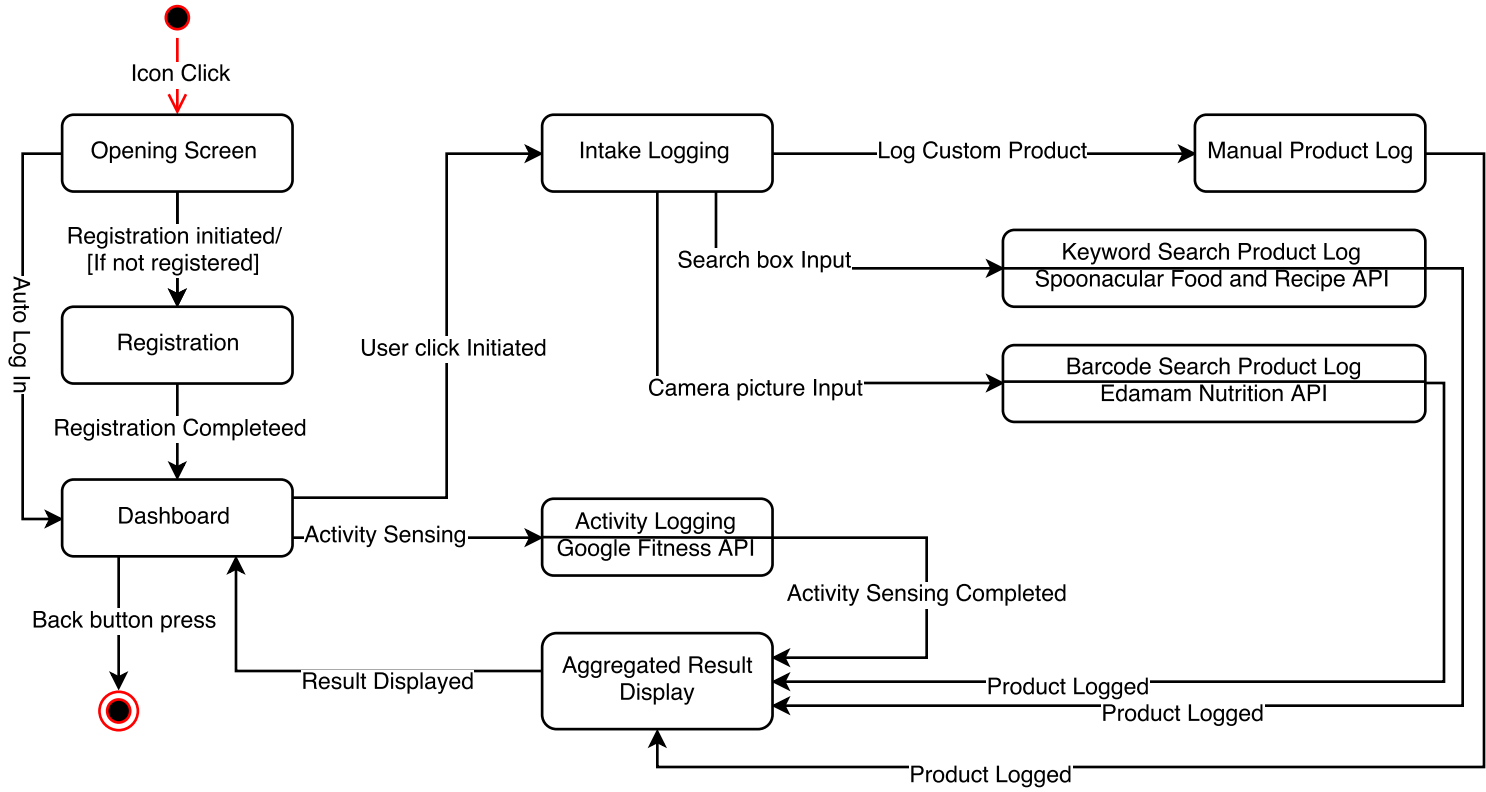 Icon Click
Opening Screen
Intake Logging
Log Custom Product
Manual Product Log
Registration initiated/
[If not registered]
Search box Input
Keyword Search Product Log
Spoonacular Food and Recipe API
Auto Log In
Registration
User click Initiated
Camera picture Input
Barcode Search Product Log
Edamam Nutrition API
Registration Completeed
Dashboard
Activity Sensing
Activity Logging
Google Fitness API
Activity Sensing Completed
Back button press
Result Displayed
Aggregated Result
Display
Product Logged
Product Logged
Product Logged